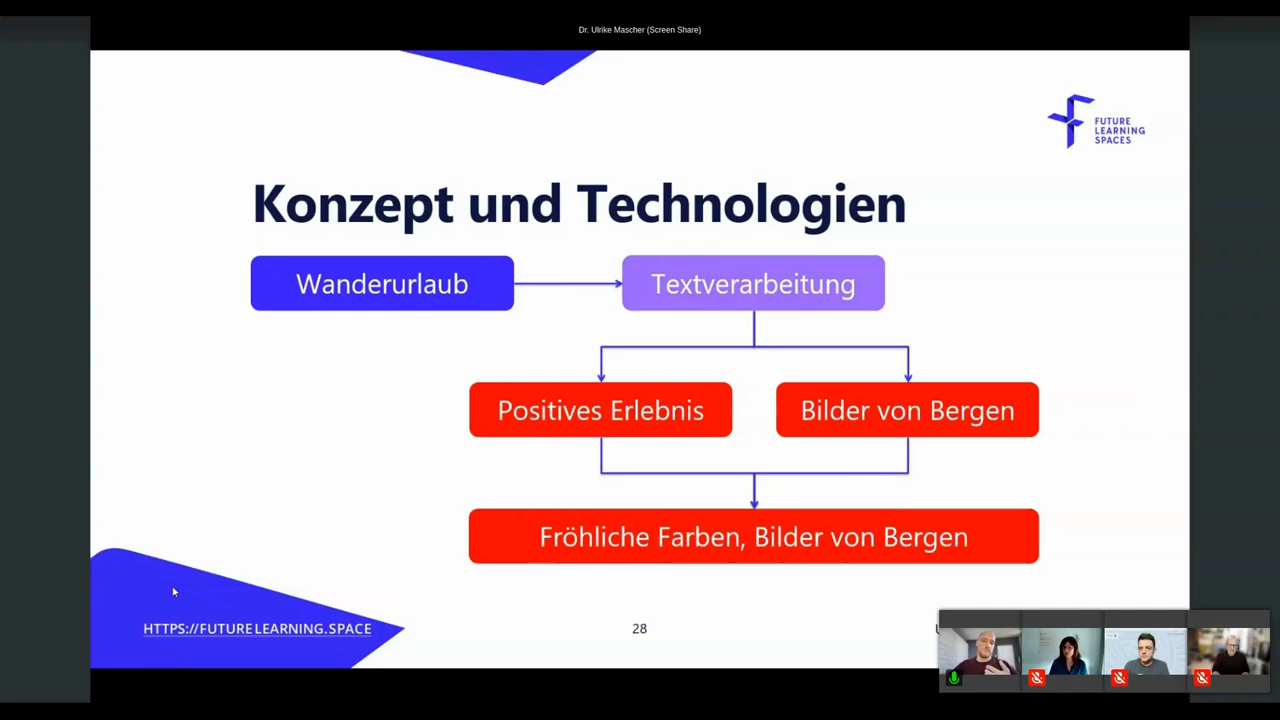 Dr. Ulrike Mascher (Screen Share)
FUTURE
LEARNING
SPACES
Konzept und Technologien
Wanderurlaub
Textverarbeitung
Positives Erlebnis
Bilder von Bergen
Fröhliche Farben, Bilder von Bergen
HTTPS://FUTURELEARNING.SPACE
28